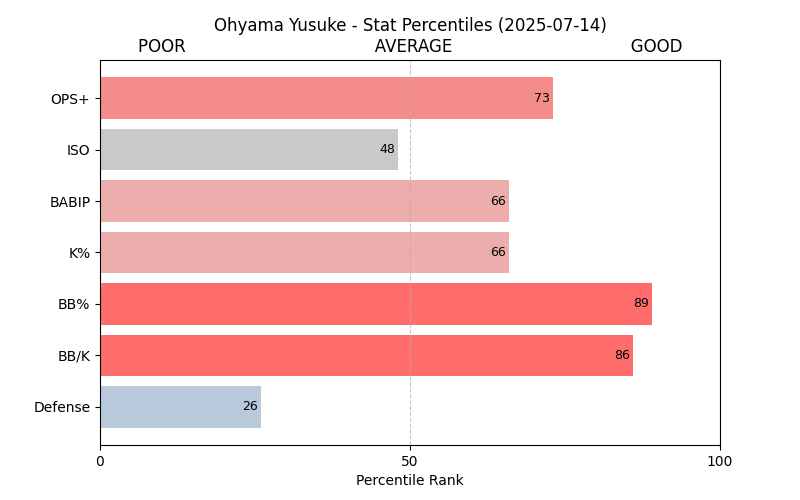 Ohyama Yusuke - Stat Percentiles (2025-07-14)
POOR AVERAGE GOOD
OPS+ 73
ISO 48
BABIP 66
K% 66
BB% 89
BB/K 86
Defense 26
0 50 100
Percentile Rank